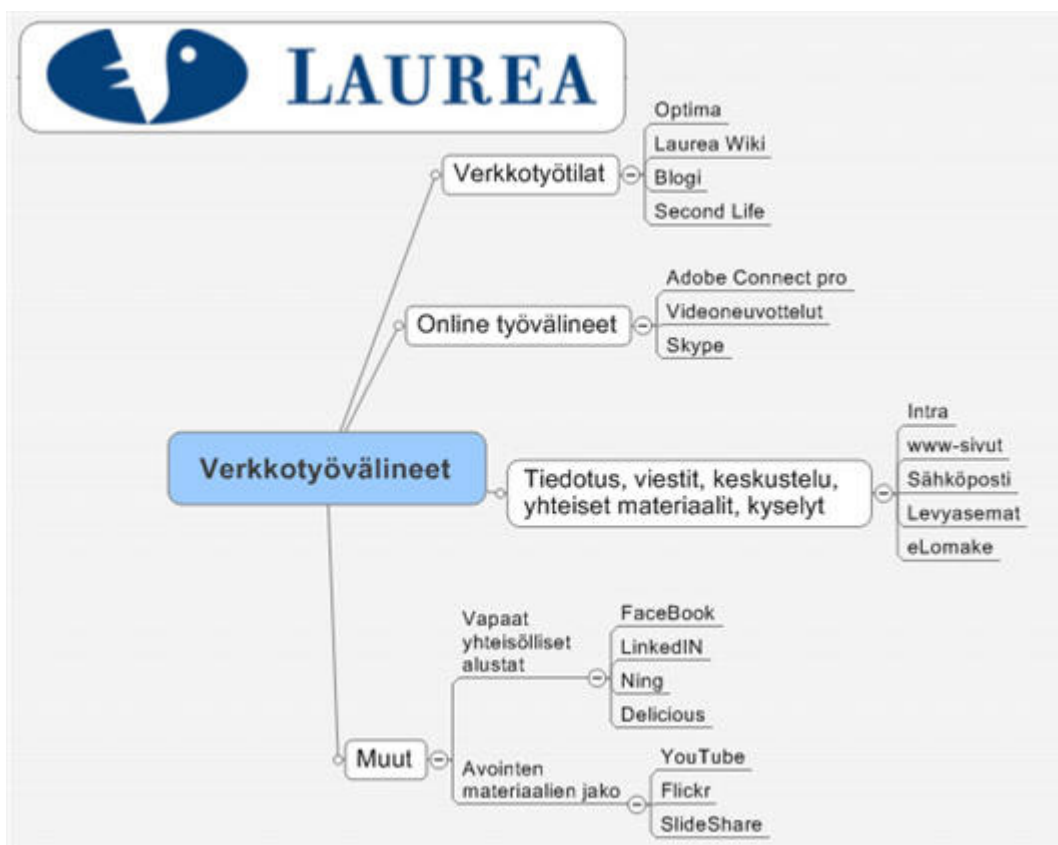 LAUREA
Verkkotyövälineet
Verkkotyötilat
Optima
Laurea Wiki
Blogi
Second Life
Online työvälineet
Adobe Connect pro
Videoneuvottelut
Skype
Tiedotus, viestit, keskustelu,
yhteiset materiaalit, kyselyt
Intra
www-sivut
Sähköposti
Levyasemat
eLomake
Muut
Vapaat
yhteisölliset
alustat
FaceBook
LinkedIN
Ning
Delicious
Avointen
materiaalien jako
YouTube
Flickr
SlideShare